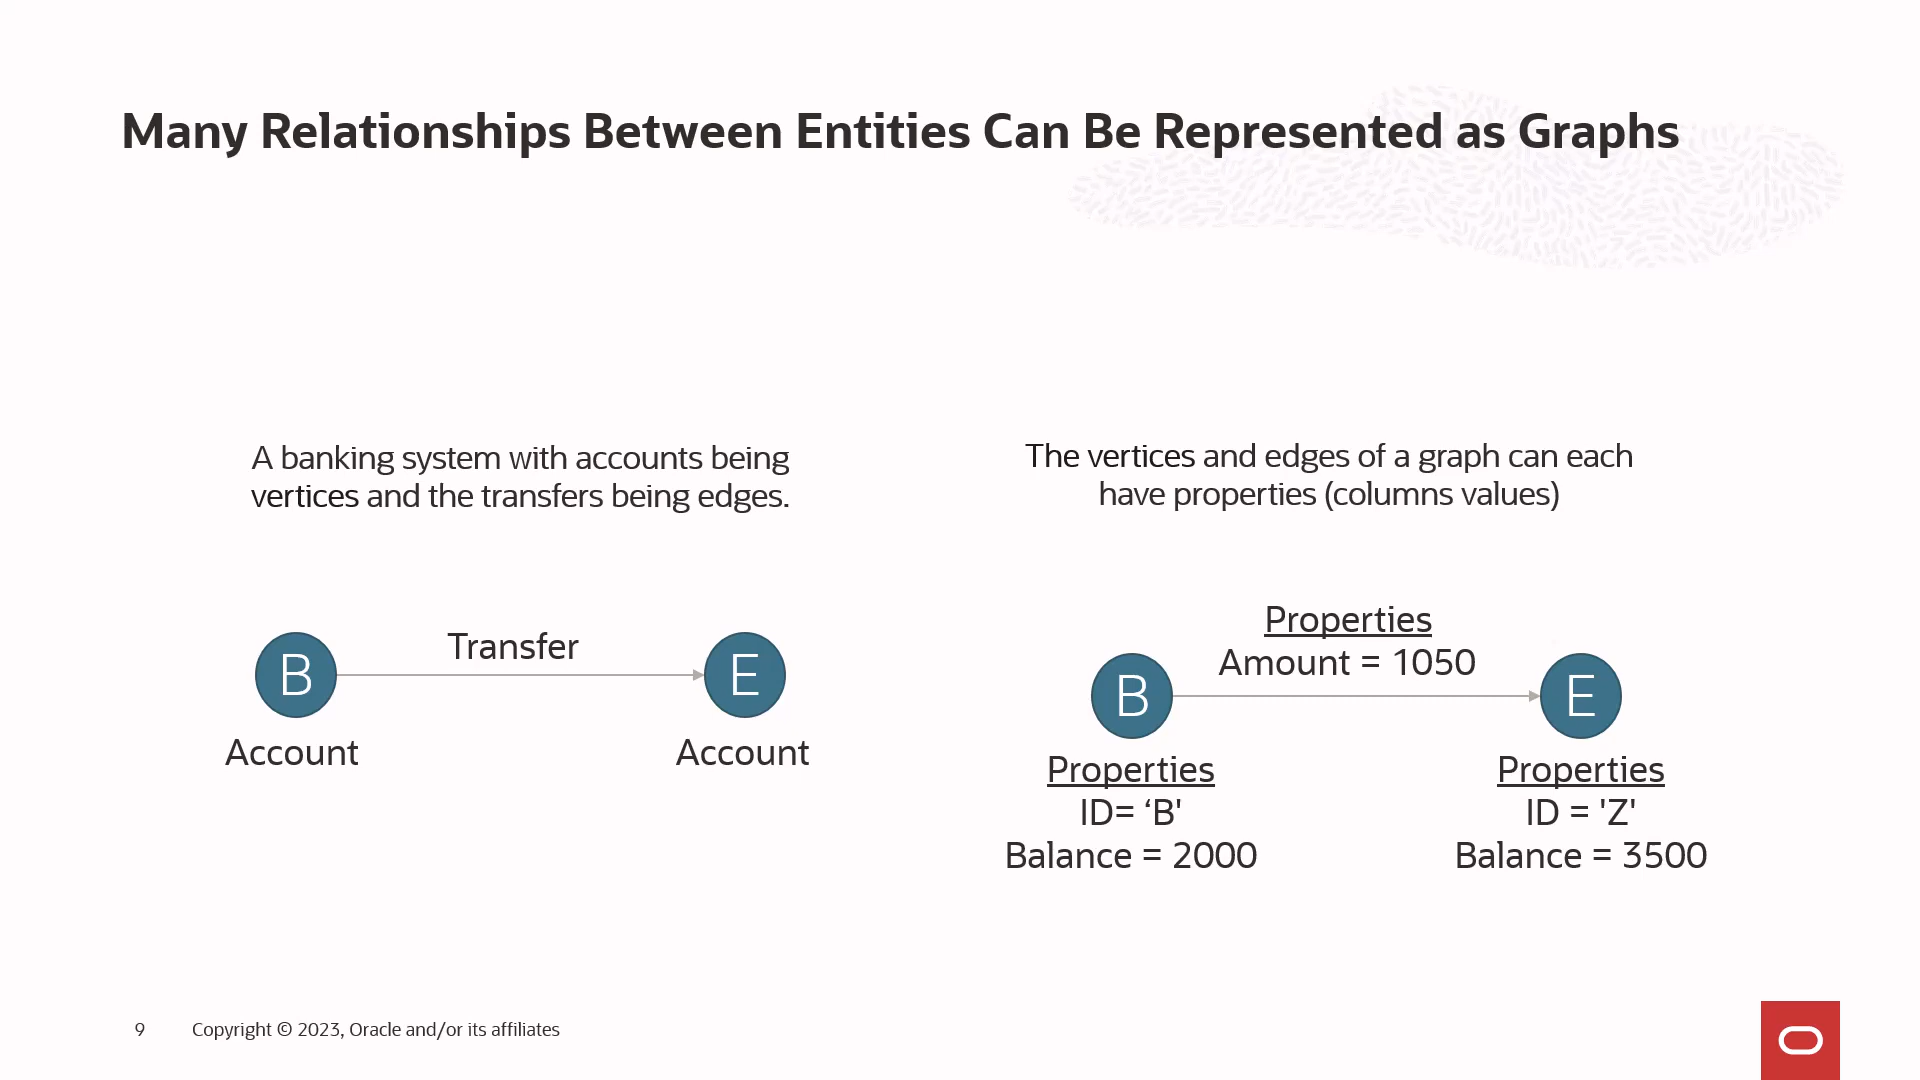 Many Relationships Between Entities Can Be Represented as Graphs
A banking system with accounts being
vertices and the transfers being edges.
B
Transfer
E
Account
Account
The vertices and edges of a graph can each
have properties (columns values)
Properties
Amount = 1050
B
E
Properties
ID= ‘B'
Balance = 2000
Properties
ID = 'Z'
Balance = 3500
9
Copyright © 2023, Oracle and/or its affiliates